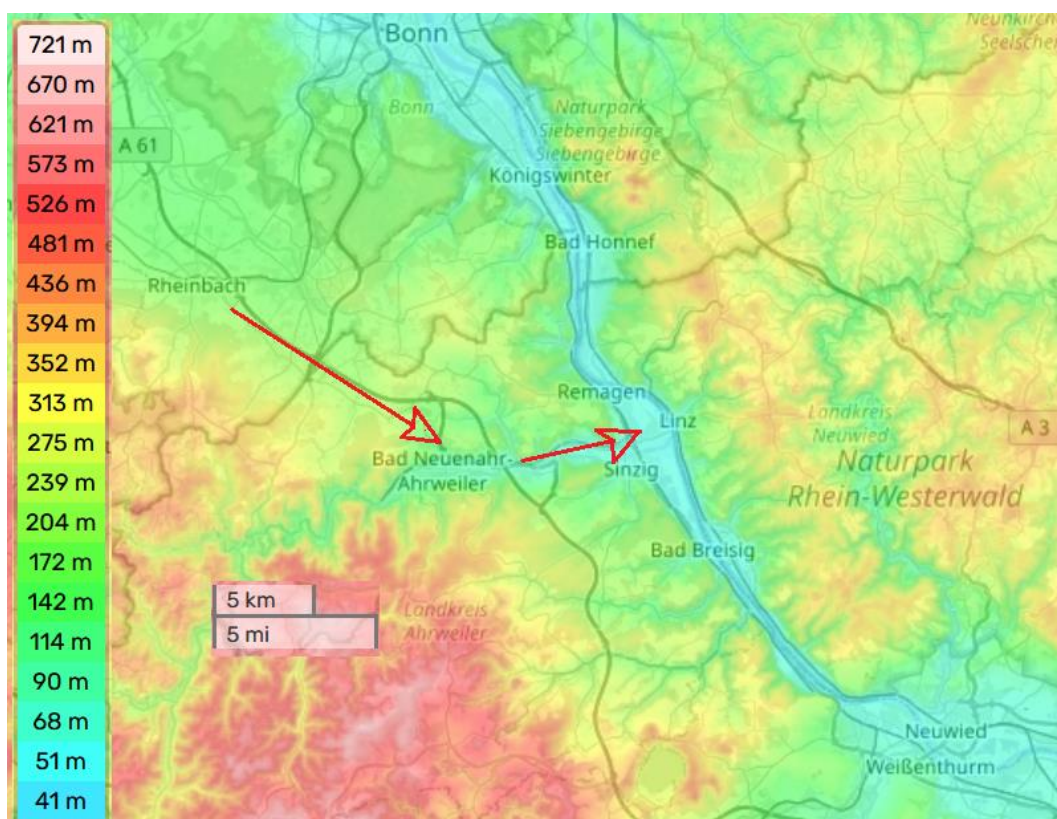 721 m
670 m
621 m
573 m
526 m
481 m
436 m
394 m
352 m
313 m
275 m
239 m
204 m
172 m
142 m
114 m
90 m
68 m
51 m
41 m
Bonn
Seelsche
Bonn
Naturpark
Siebengebirge
Siebengebirge
A 61
Königswinter
Bad Honnef
Rheinbach
Remagen
Linz
Landkreis
Neuwied
A 3
Bad Neuenahr-
Ahrweiler
Sinzig
Naturpark
Rhein-Westerwald
Bad Breisig
5 km
5 mi
Landkreis
Ahrweiler
Neuwied
Weißenthurm